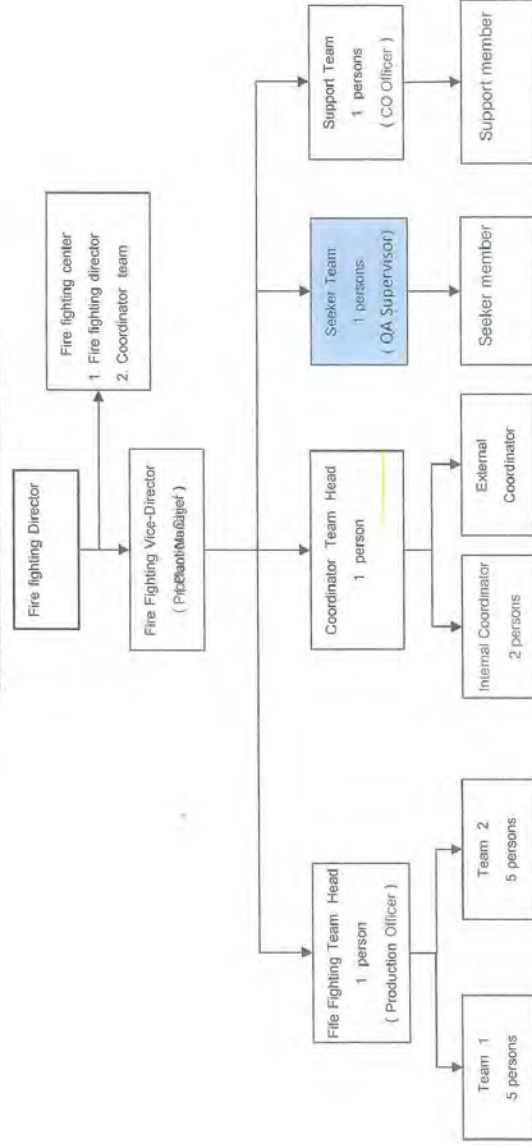 Fire fighting Director
Fire fighting center
1. Fire fighting director
2. Coordinator team
Fire Fighting Vice-Director
Fife Fighting Team Head
1 person
( Production Officer )
Coordinator Team Head
1 person
Seeker Team
1 persons
( QA Supervisor)
Support Team
1 persons
( CO Officer )
Team 1
5 persons
Team 2
5 persons
Internal Coordinator
2 persons
External
Coordinator
Seeker member
Support member